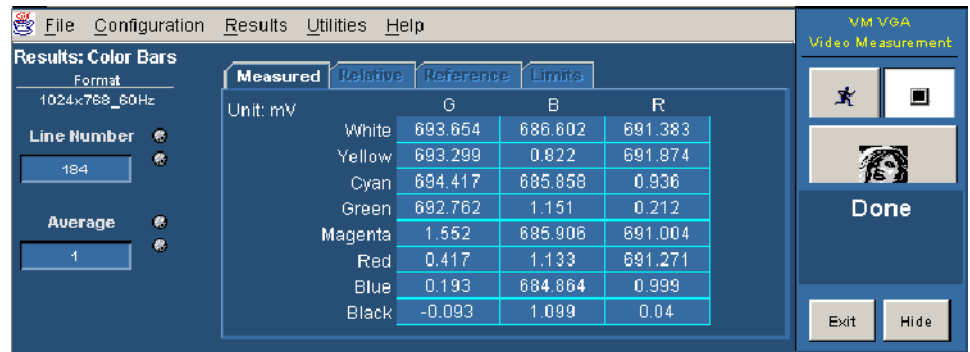 File Configuration Results Utilities Help
VM VGA
Video Measurement
Results: Color Bars
Format
1024x768_60Hz
Line Number
184
Average
1
Measured Relative Reference Limits
Unit: mV G B R
White 693.654 686.602 691.383
Yellow 693.299 0.822 691.874
Cyan 694.417 685.858 0.936
Green 692.762 1.151 0.212
Magenta 1.552 685.906 691.004
Red 0.417 1.133 691.271
Blue 0.193 684.864 0.999
Black -0.093 1.099 0.04
Done
Exit Hide